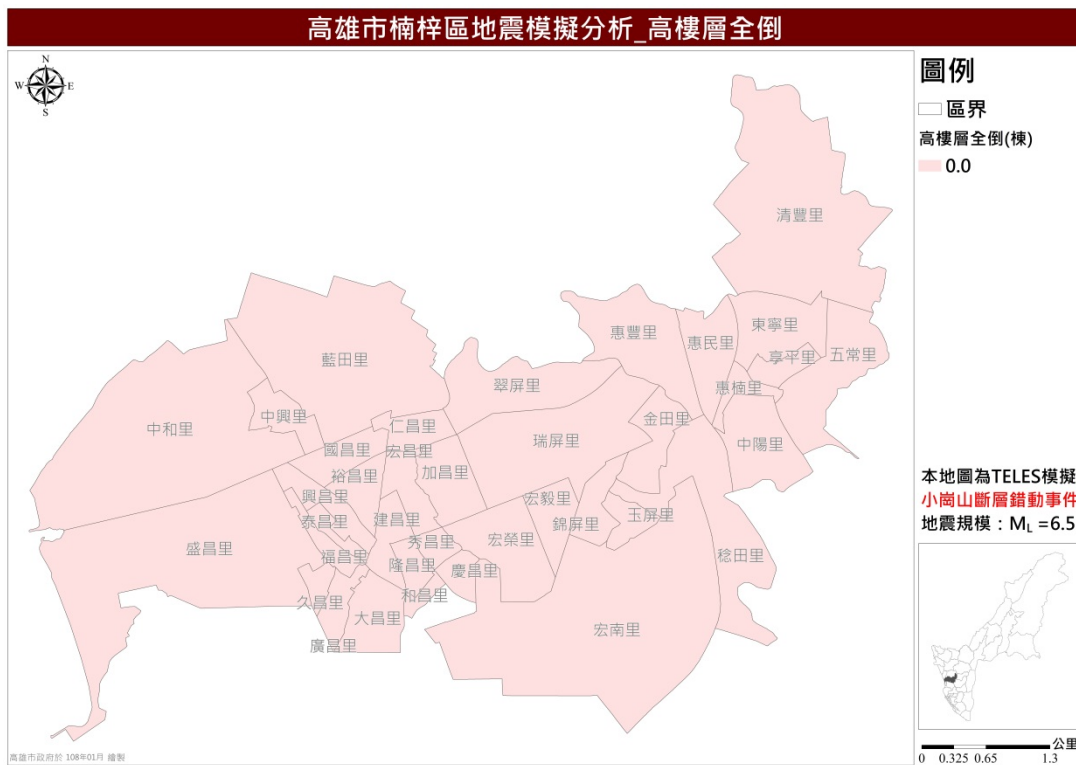 高雄市楠梓區地震模擬分析_高樓層全倒
N
W
E
S
圖例
區界
高樓層全倒(棟)
0.0
清豐里
東寧里
惠豐里
惠民里
享平里
五常里
藍田里
翠屏里
惠楠里
中興里
金田里
中和里
仁昌里
瑞屏里
中陽里
國昌里
宏昌里
裕昌里
加昌里
興昌里
宏毅里
泰昌里
建昌里
錦屏里
玉屏里
盛昌里
秀昌里
宏榮里
福昌里
隆昌里
慶昌里
稔田里
久昌里
和昌里
大昌里
宏南里
廣昌里
本地圖為TELES模擬
小崗山斷層錯動事件
地震規模：ML =6.5
公里
0 0.325 0.65 1.3
高雄市政府於 108年01月 繪製